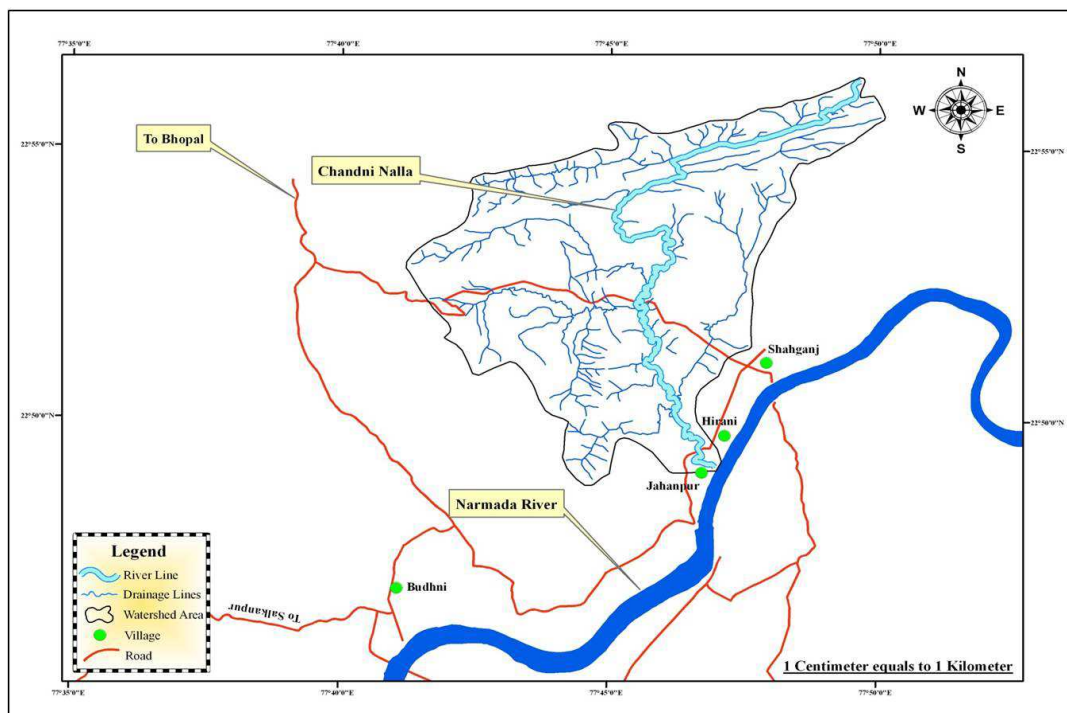 77°35'0"E
77°40'0"E
77°45'0"E
77°50'0"E
N
W E
S
To Bhopal
22°55'0"N
22°55'0"N
Chandni Nalla
Shahganj
22°50'0"N
22°50'0"N
Hirani
Jahanpur
Narmada River
Legend
River Line
Drainage Lines
Watershed Area
Village
Road
Budhni
To Salkanpur
1 Centimeter equals to 1 Kilometer
77°35'0"E
77°40'0"E
77°45'0"E
77°50'0"E